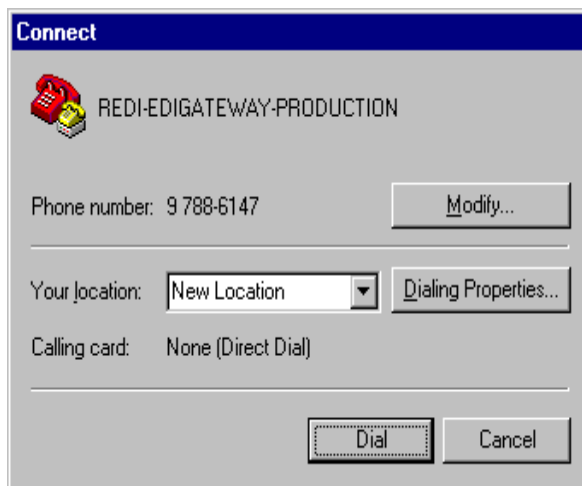 Connect
REDI-EDIGATEWAY-PRODUCTION
Phone number: 9 788-6147 Modify...
Your location: New Location Dialing Properties...
Calling card: None (Direct Dial)
Dial Cancel